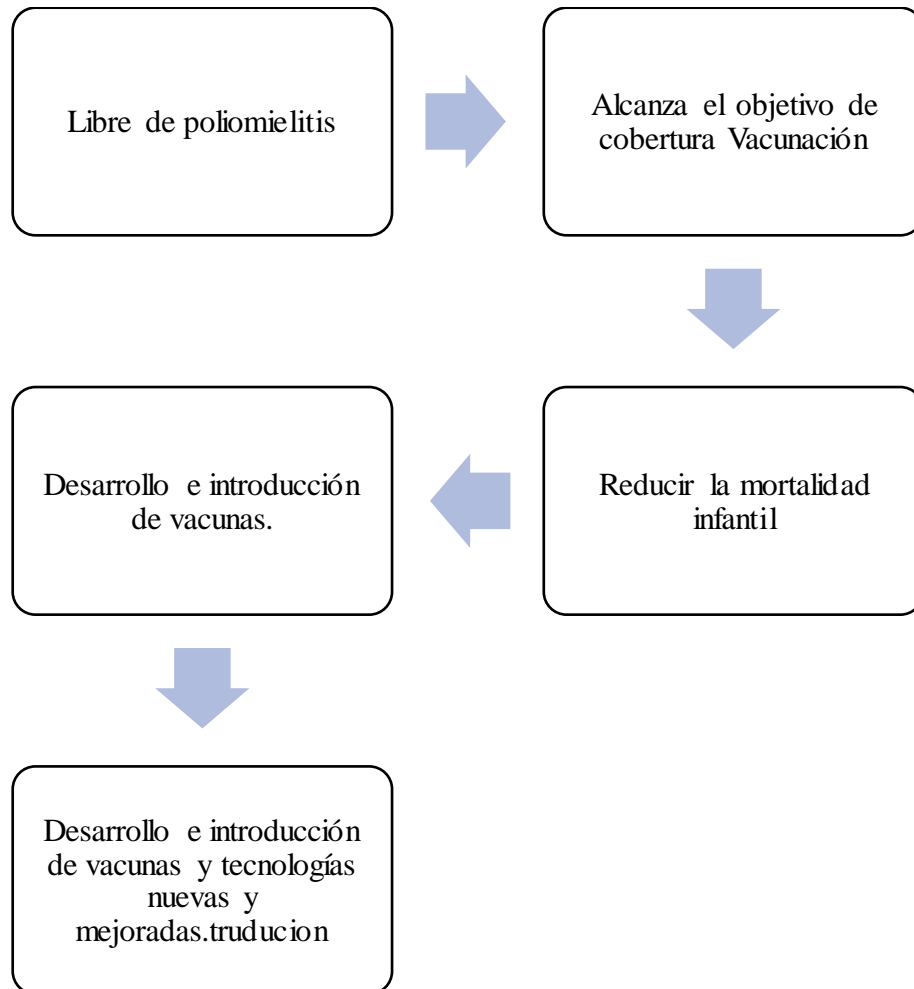 Libre de poliomielitis
Alcanza el objetivo de
cobertura Vacunación
Reducir la mortalidad
infantil
Desarrollo e introducción
de vacunas.
Desarrollo e introducción
de vacunas y tecnologías
nuevas y
mejoradas.truducion